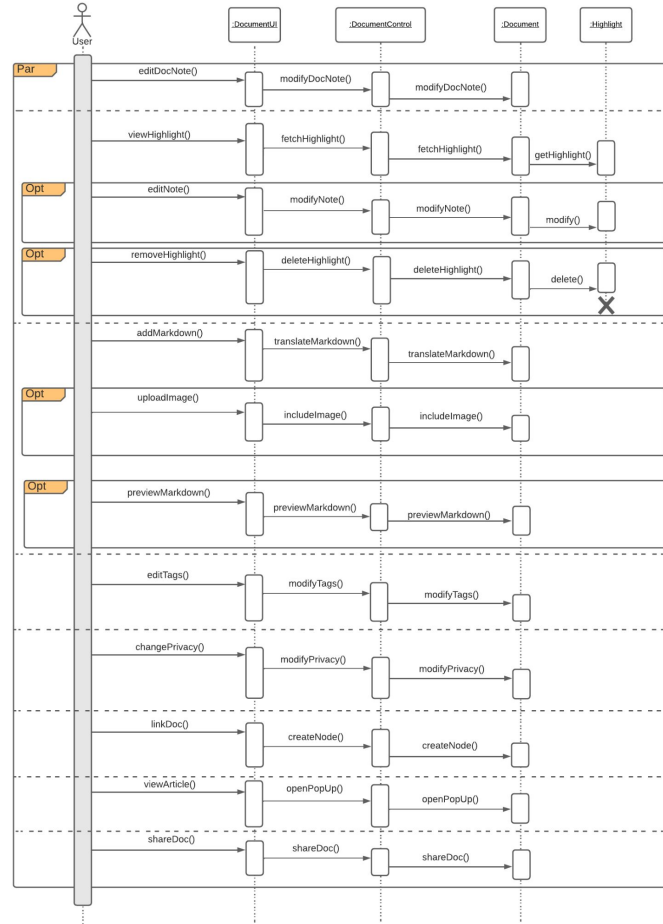 :DocumentUI :DocumentControl :Document :Highlight
User
Par
editDocNote() modifyDocNote() modifyDocNote()
viewHighlight() fetchHighlight() fetchHighlight() getHighlight()
Opt
editNote() modifyNote() modifyNote() modify()
Opt
removeHighlight() deleteHighlight() deleteHighlight() delete()
addMarkdown() translateMarkdown() translateMarkdown()
Opt
uploadImage() includeImage() includeImage()
Opt
previewMarkdown() previewMarkdown() previewMarkdown()
editTags() modifyTags() modifyTags()
changePrivacy() modifyPrivacy() modifyPrivacy()
linkDoc() createNode() createNode()
viewArticle() openPopUp() openPopUp()
shareDoc() shareDoc() shareDoc()